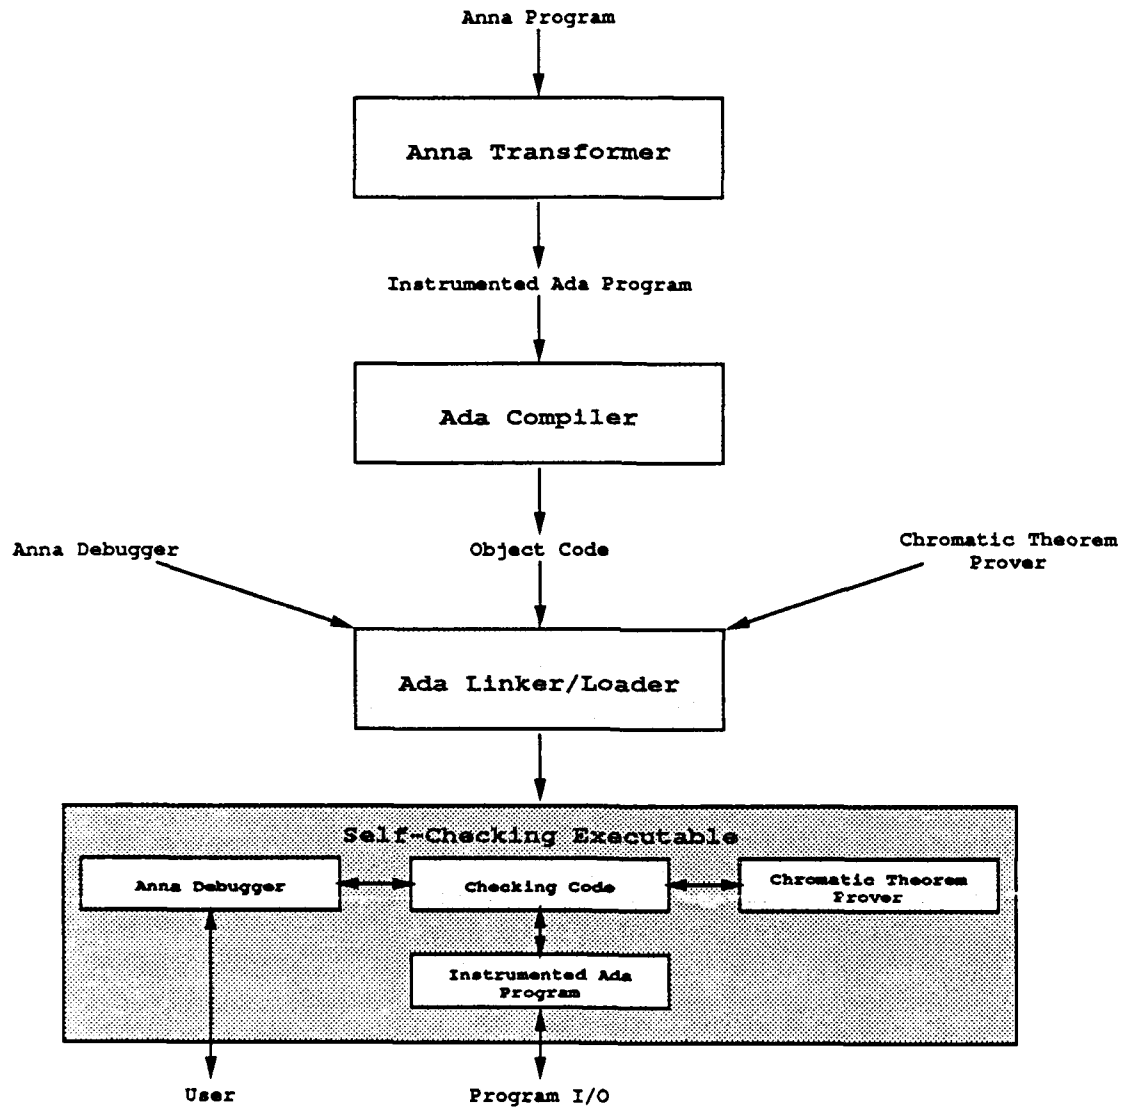 Anna Program
Anna Transformer
Instrumented Ada Program
Ada Compiler
Anna Debugger
Object Code
Chromatic Theorem
Prover
Ada Linker/Loader
Self-Checking Executable
Anna Debugger
Checking Code
Chromatic Theorem
Prover
Instrumented Ada
Program
User
Program I/O